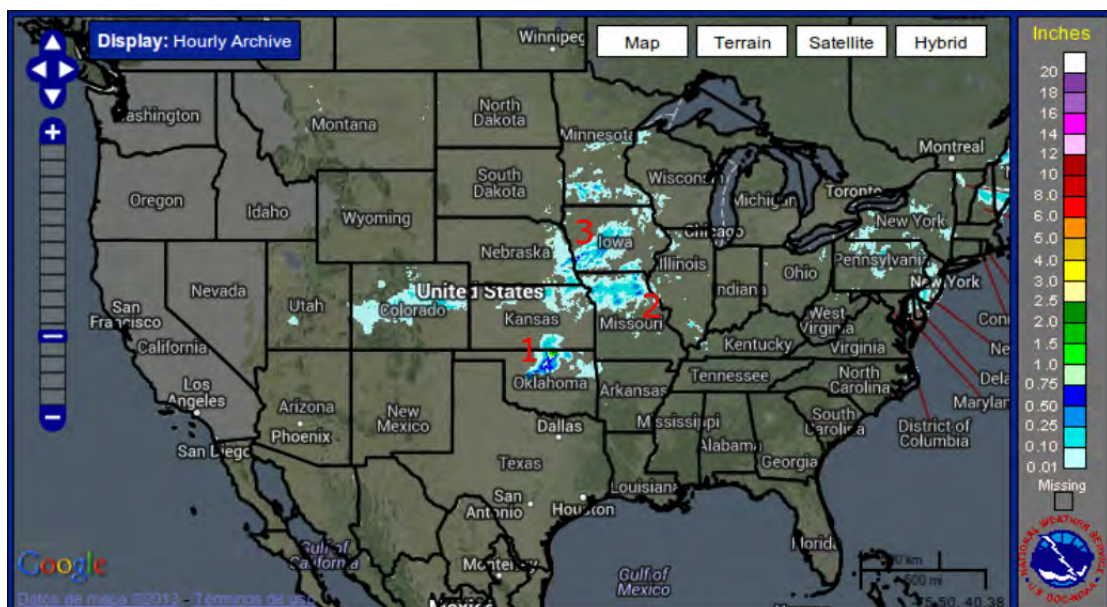 Display: Hourly Archive
Winnipeg
Map
Terrain
Satellite
Hybrid
Inches
20
18
16
14
12
10
8.0
6.0
5.0
4.0
3.0
2.5
2.0
1.5
1.0
0.75
0.50
0.25
0.10
0.01
Missing
Washington
Montana
North
Dakota
Minnesota
Montreal
Oregon
Idaho
South
Dakota
Wisconsin
Michigan
Toronto
Wyoming
3
Iowa
Chicago
New York
Nebraska
Illinois
Indiana
Ohio
Pennsylvania
New York
San
Francisco
Nevada
Utah
Colorado
United States
Kansas
2
Missouri
West
Virginia
Kentucky
Virginia
California
1
Oklahoma
Tennessee
North
Carolina
Los
Angeles
Arizona
Phoenix
New
Mexico
Arkansas
Mississippi
Alabama
South
Carolina
Georgia
District of
Columbia
San Diego
Dallas
Texas
San
Antonio
Houston
Louisiana
Florida
Gulf of
California
Monterrey
Gulf of
Mexico
México
Google
Datos de mapa ©2013 - Términos de uso
NATIONAL WEATHER SERVICE